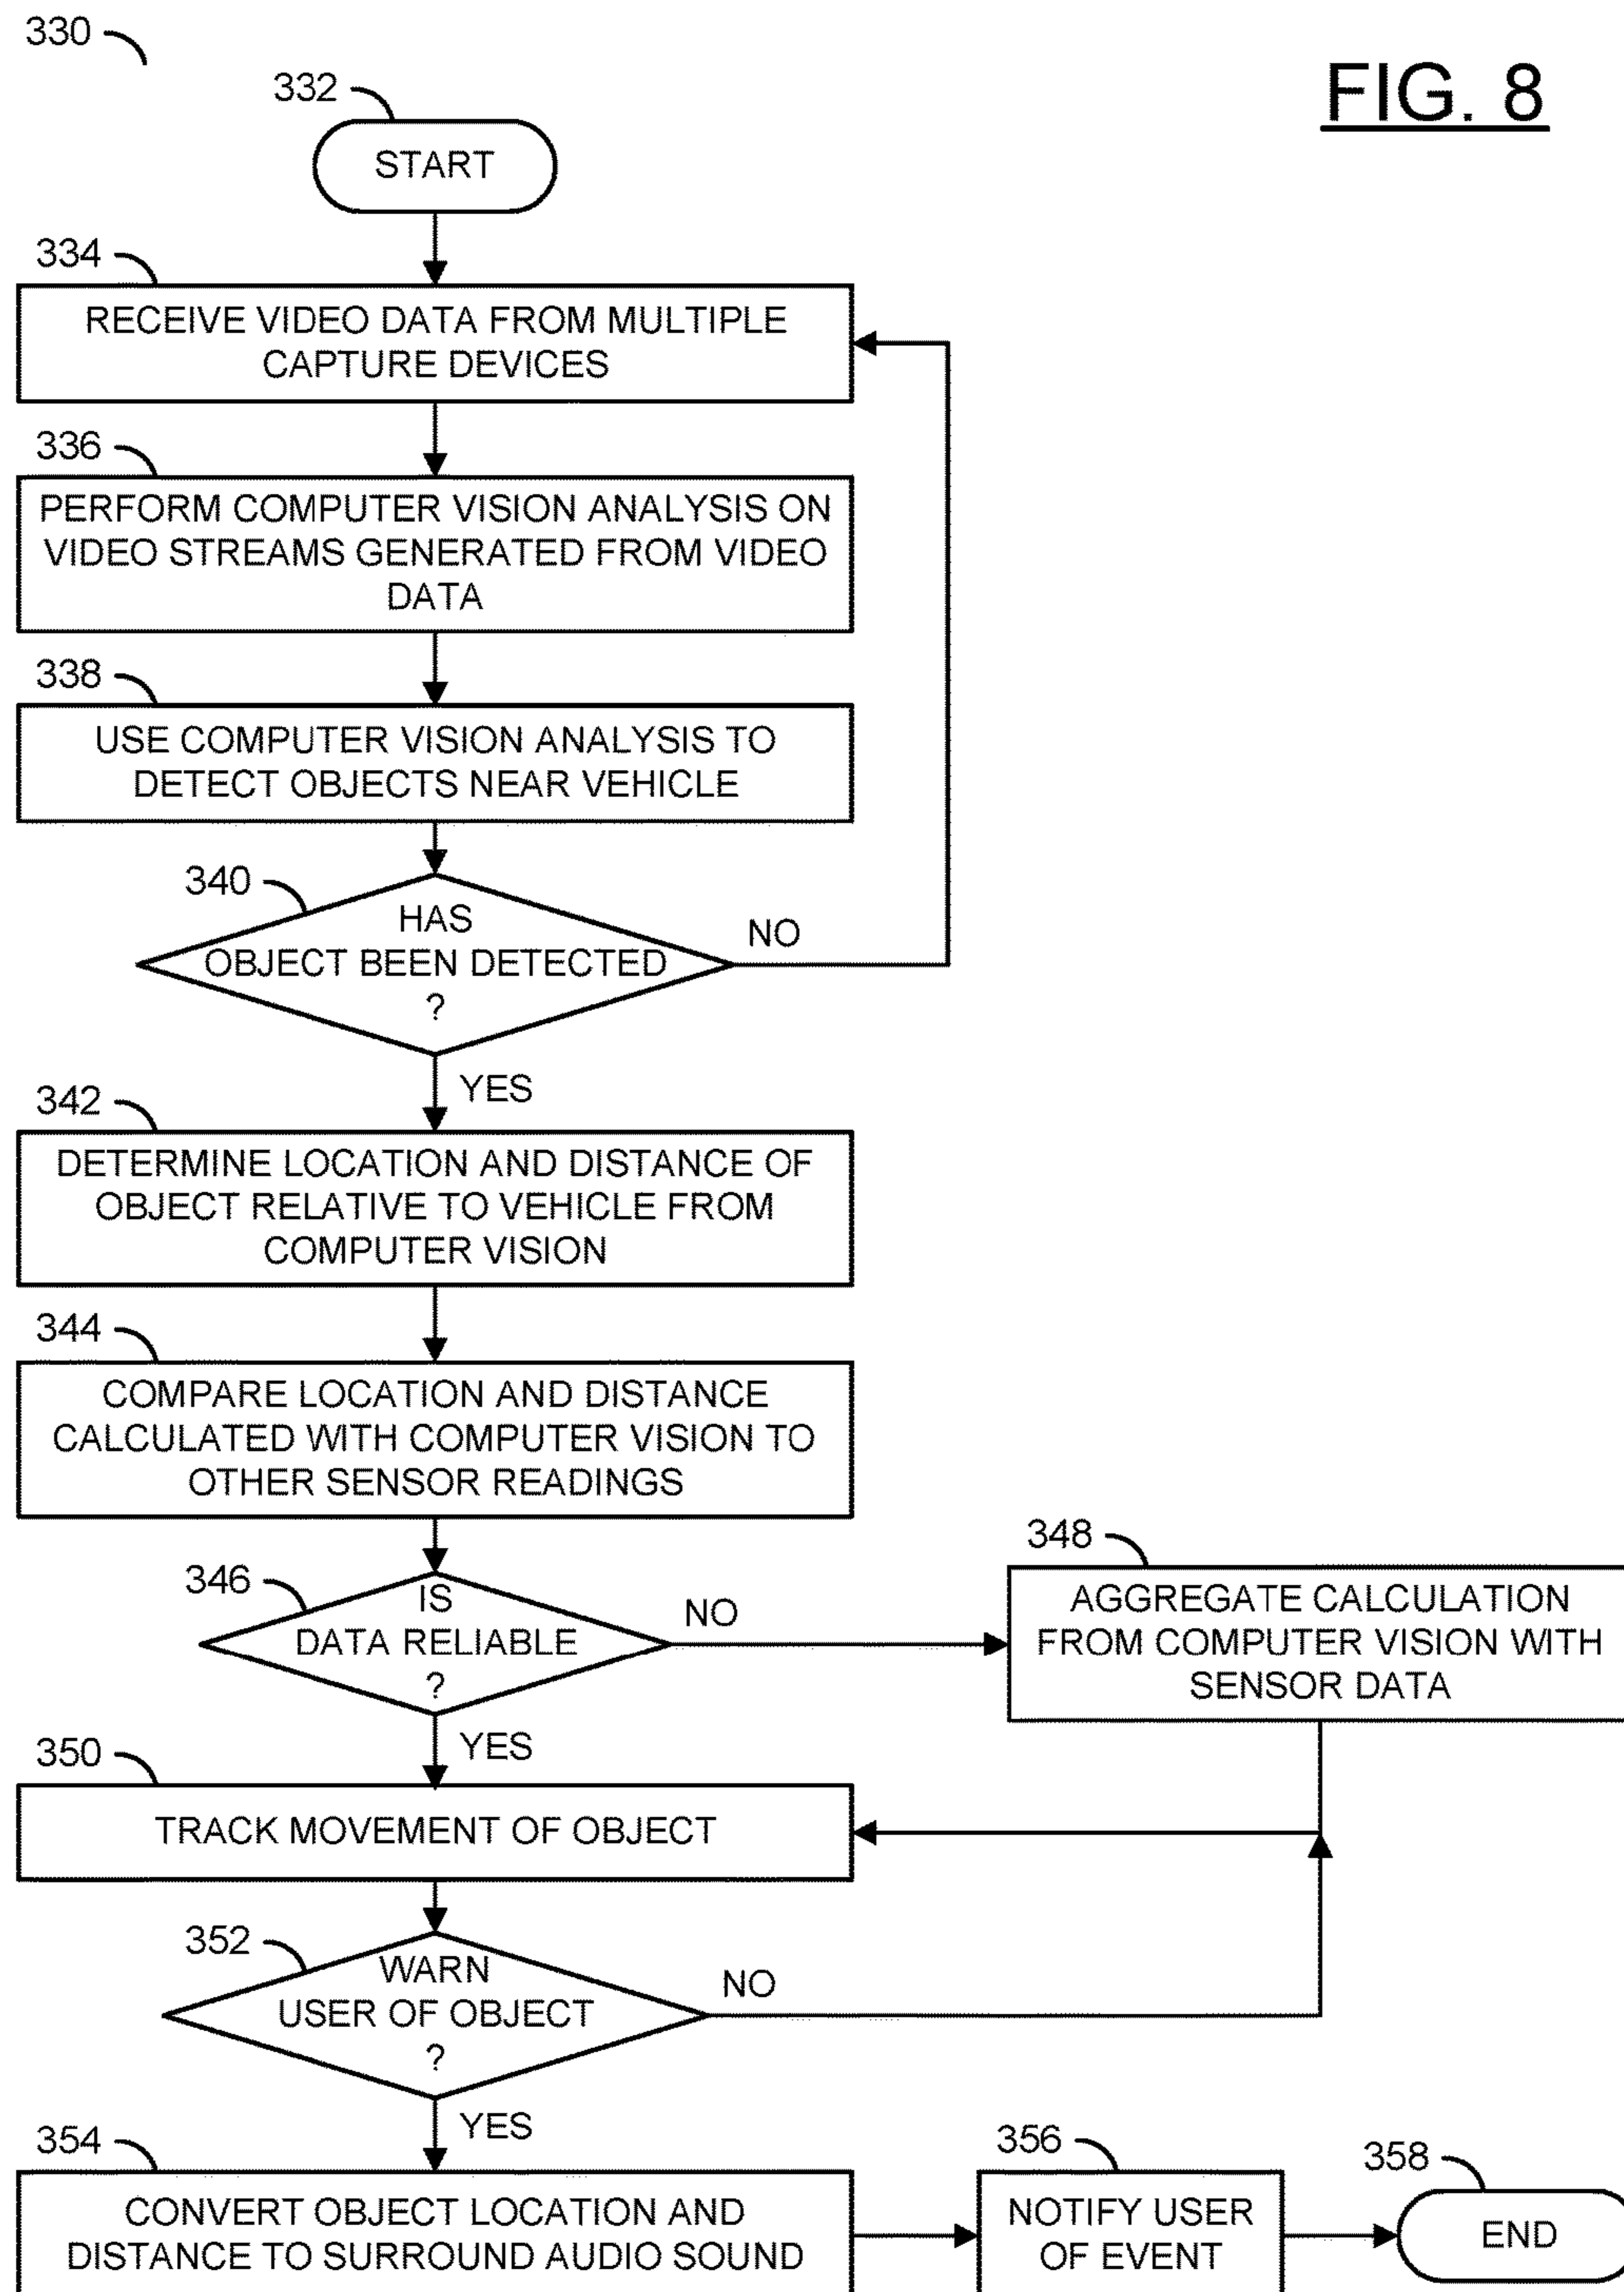 330
FIG. 8
332
START
334
RECEIVE VIDEO DATA FROM MULTIPLE
CAPTURE DEVICES
336
PERFORM COMPUTER VISION ANALYSIS ON
VIDEO STREAMS GENERATED FROM VIDEO
DATA
338
USE COMPUTER VISION ANALYSIS TO
DETECT OBJECTS NEAR VEHICLE
340
HAS
OBJECT BEEN DETECTED
?
NO
YES
342
DETERMINE LOCATION AND DISTANCE OF
OBJECT RELATIVE TO VEHICLE FROM
COMPUTER VISION
344
COMPARE LOCATION AND DISTANCE
CALCULATED WITH COMPUTER VISION TO
OTHER SENSOR READINGS
346
IS
DATA RELIABLE
?
NO
348
AGGREGATE CALCULATION
FROM COMPUTER VISION WITH
SENSOR DATA
YES
350
TRACK MOVEMENT OF OBJECT
352
WARN
USER OF OBJECT
?
NO
YES
354
CONVERT OBJECT LOCATION AND
DISTANCE TO SURROUND AUDIO SOUND
356
NOTIFY USER
OF EVENT
358
END